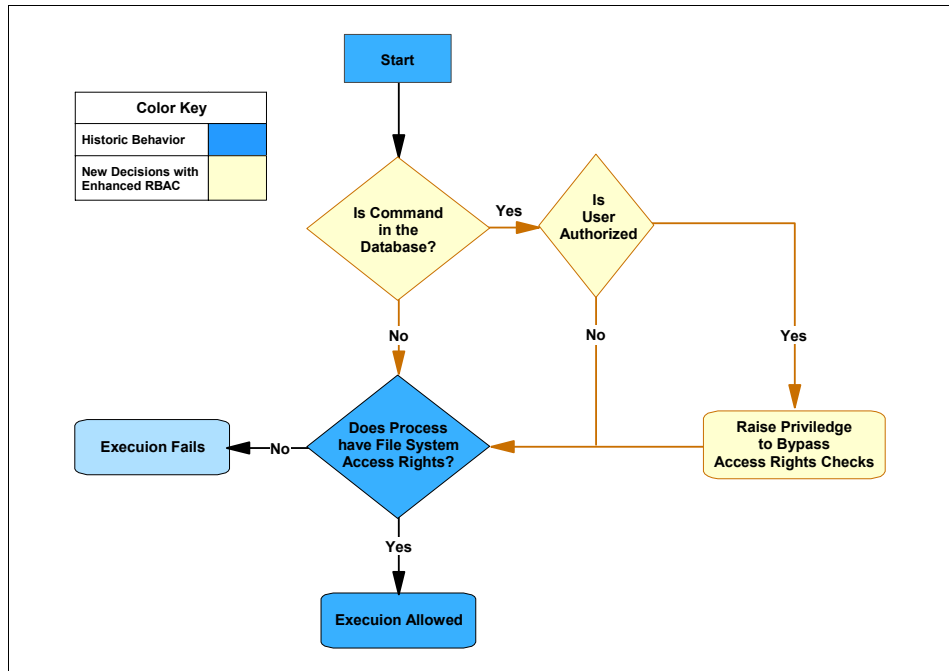 Start
Color Key
Historic Behavior
New Decisions with
Enhanced RBAC
Is Command
in the
Database?
Yes
Is
User
Authorized
No
No
Yes
Does Process
have File System
Access Rights?
No
Execuion Fails
Raise Priviledge
to Bypass
Access Rights Checks
Yes
Execuion Allowed